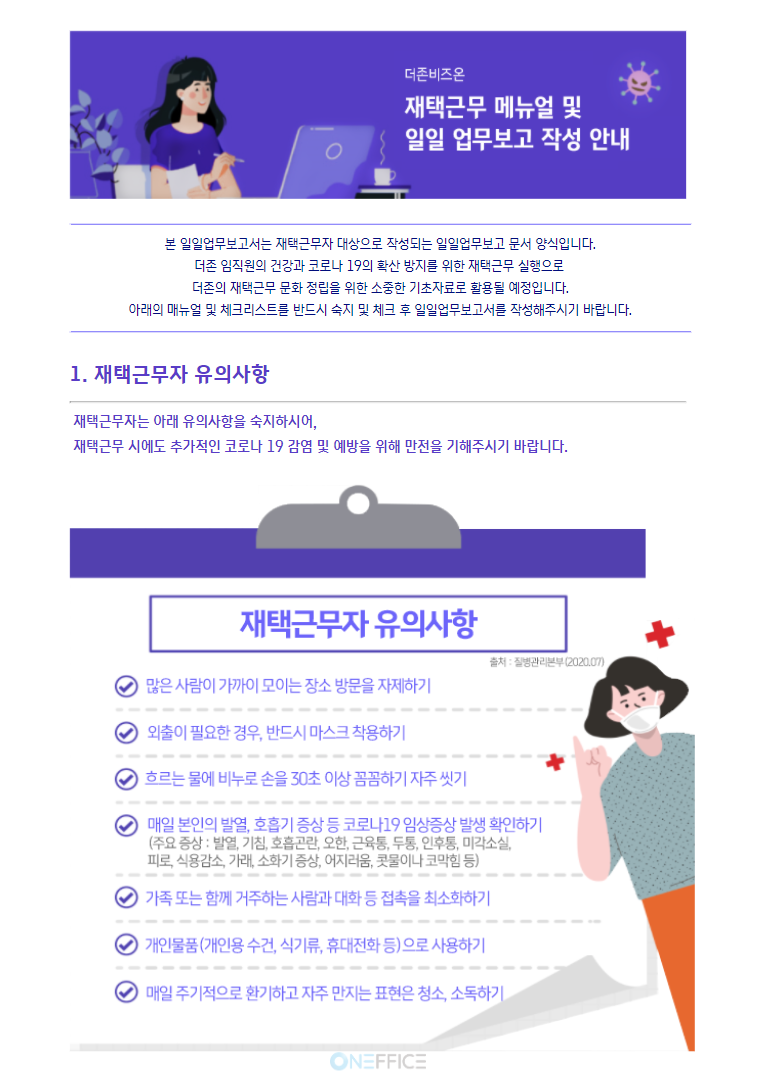 더존비즈온
재택근무 메뉴얼 및
일일 업무보고 작성 안내
본 일일업무보고서는 재택근무자 대상으로 작성되는 일일업무보고 문서 양식입니다.
더존 임직원의 건강과 코로나 19의 확산 방지를 위한 재택근무 실행으로
더존의 재택근무 문화 정립을 위한 소중한 기초자료로 활용될 예정입니다.
아래의 매뉴얼 및 체크리스트를 반드시 숙지 및 체크 후 일일업무보고서를 작성해주시기 바랍니다.
1. 재택근무자 유의사항
재택근무자는 아래 유의사항을 숙지하시어,
재택근무 시에도 추가적인 코로나 19 감염 및 예방을 위해 만전을 기해주시기 바랍니다.
재택근무자 유의사항
출처 : 질병관리본부(2020.07)
많은 사람이 가까이 모이는 장소 방문을 자제하기
외출이 필요한 경우, 반드시 마스크 착용하기
흐르는 물에 비누로 손을 30초 이상 꼼꼼하기 자주 씻기
매일 본인의 발열, 호흡기 증상 등 코로나19 임상증상 발생 확인하기
(주요 증상 : 발열, 기침, 호흡곤란, 오한, 근육통, 두통, 인후통, 미각소실,
피로, 식용감소, 가래, 소화기 증상, 어지러움, 콧물이나 코막힘 등)
가족 또는 함께 거주하는 사람과 대화 등 접촉을 최소화하기
개인물품(개인용 수건, 식기류, 휴대전화 등)으로 사용하기
매일 주기적으로 환기하고 자주 만지는 표현은 청소, 소독하기
ONEFFICE